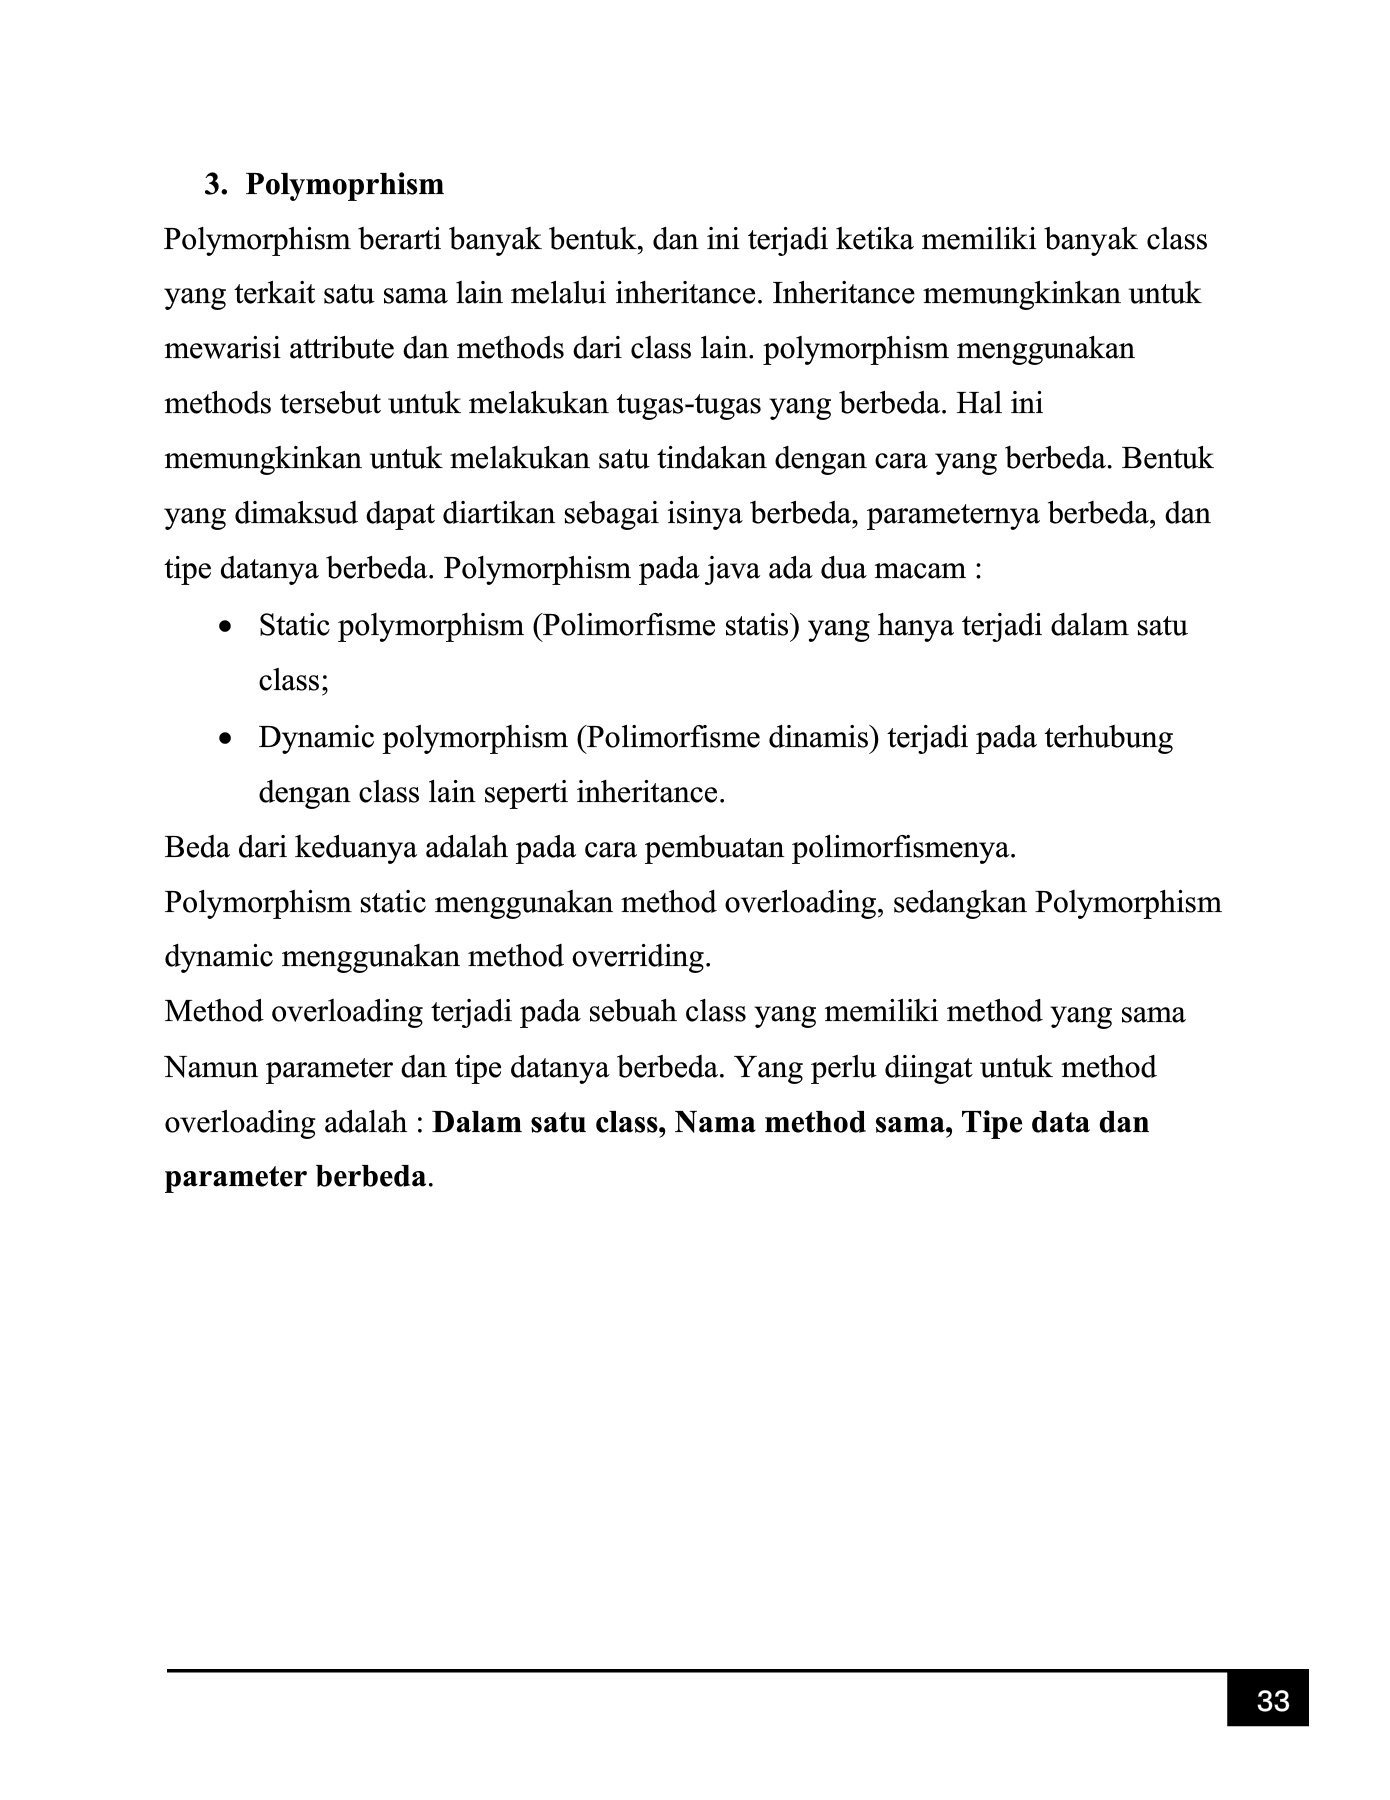 3. Polymoprhism
Polymorphism berarti banyak bentuk, dan ini terjadi ketika memiliki banyak class
yang terkait satu sama lain melalui inheritance. Inheritance memungkinkan untuk
mewarisi attribute dan methods dari class lain. polymorphism menggunakan
methods tersebut untuk melakukan tugas-tugas yang berbeda. Hal ini
memungkinkan untuk melakukan satu tindakan dengan cara yang berbeda. Bentuk
yang dimaksud dapat diartikan sebagai isinya berbeda, parameternya berbeda, dan
tipe datanya berbeda. Polymorphism pada java ada dua macam :
• Static polymorphism (Polimorfisme statis) yang hanya terjadi dalam satu
class;
• Dynamic polymorphism (Polimorfisme dinamis) terjadi pada terhubung
dengan class lain seperti inheritance.
Beda dari keduanya adalah pada cara pembuatan polimorfismenya.
Polymorphism static menggunakan method overloading, sedangkan Polymorphism
dynamic menggunakan method overriding.
Method overloading terjadi pada sebuah class yang memiliki method yang sama
Namun parameter dan tipe datanya berbeda. Yang perlu diingat untuk method
overloading adalah : Dalam satu class, Nama method sama, Tipe data dan
parameter berbeda.
33